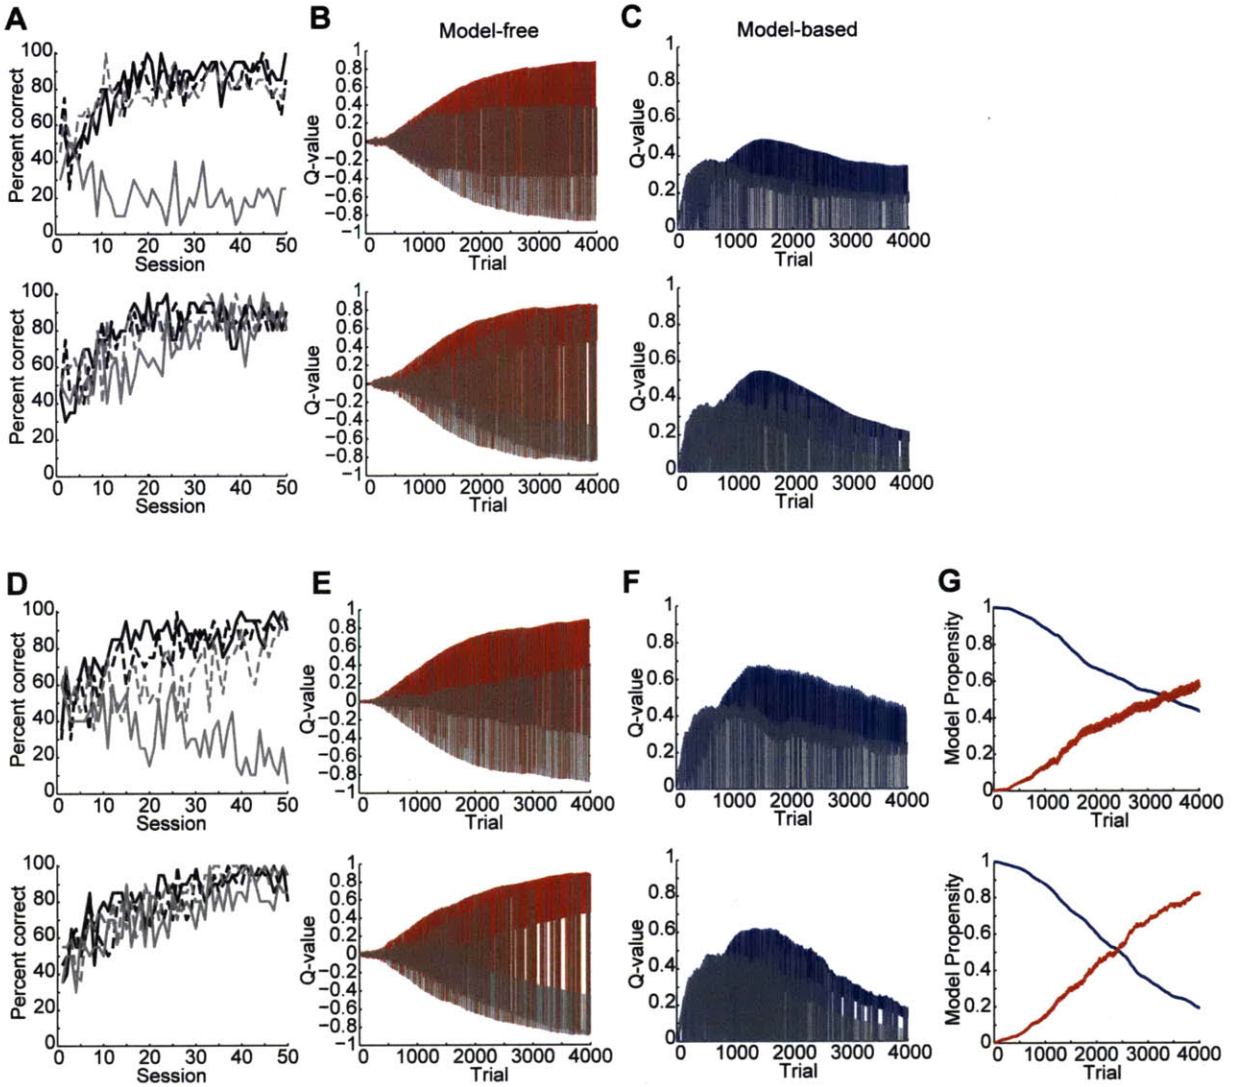 A
B
C
Model-free
Model-based
100
80
60
40
20
0
Percent correct
0 10 20 30 40 50
Session
1
0.8
0.6
0.4
0.2
0
−0.2
−0.4
−0.6
−0.8
−1
Q-value
0 1000 2000 3000 4000
Trial
1
0.8
0.6
0.4
0.2
0
Q-value
0 1000 2000 3000 4000
Trial
100
80
60
40
20
0
Percent correct
0 10 20 30 40 50
Session
1
0.8
0.6
0.4
0.2
0
−0.2
−0.4
−0.6
−0.8
−1
Q-value
0 1000 2000 3000 4000
Trial
1
0.8
0.6
0.4
0.2
0
Q-value
0 1000 2000 3000 4000
Trial
D
E
F
G
100
80
60
40
20
0
Percent correct
0 10 20 30 40 50
Session
1
0.8
0.4
0.4
0.2
0
−0.2
−0.4
−0.6
−0.8
−1
Q-value
0 1000 2000 3000 4000
Trial
1
0.8
0.6
0.4
0.2
0
Q-value
0 1000 2000 3000 4000
Trial
1
0.8
0.6
0.4
0.2
0
Model Propensity
0 1000 2000 3000 4000
Trial
100
80
60
40
20
0
Percent correct
0 10 20 30 40 50
Session
1
0.8
0.6
0.4
0.2
0
−0.2
−0.4
−0.6
−0.8
−1
Q-value
0 1000 2000 3000 4000
Trial
1
0.8
0.6
0.4
0.2
0
Q-value
0 1000 2000 3000 4000
Trial
1
0.8
0.6
0.4
0.2
0
Model Propensity
0 1000 2000 3000 4000
Trial